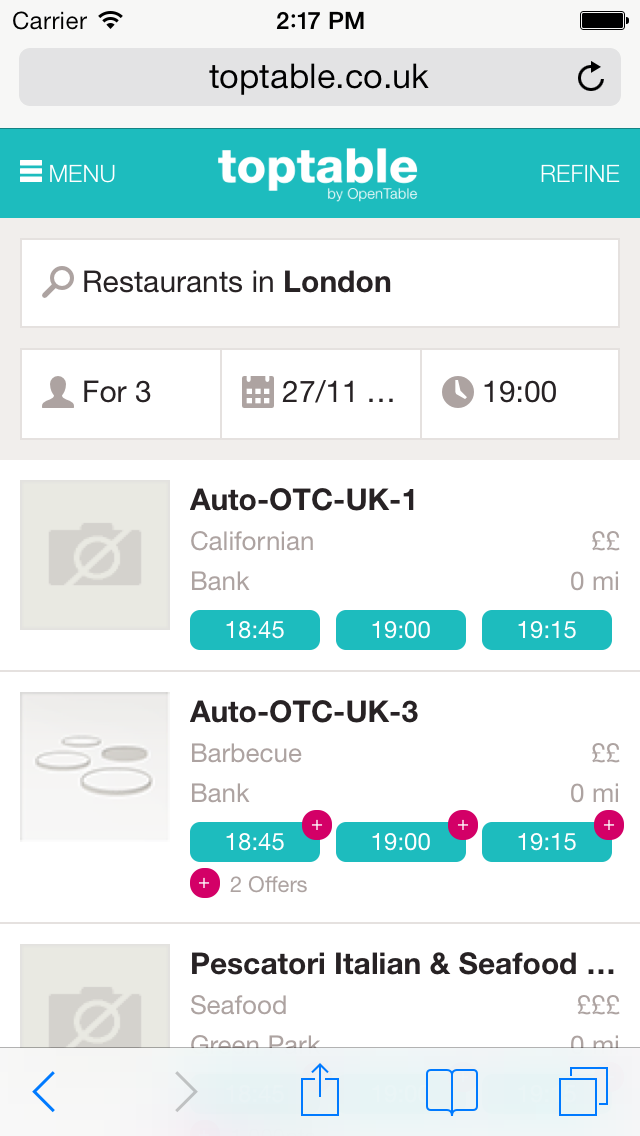 Carrier 2:17 PM
toptable.co.uk
MENU toptable REFINE
by OpenTable
Restaurants in London
For 3 27/11 ... 19:00
Auto-OTC-UK-1
Californian ££
Bank 0 mi
18:45 19:00 19:15
Auto-OTC-UK-3
Barbecue ££
Bank 0 mi
18:45 + 19:00 + 19:15 +
+ 2 Offers
Pescatori Italian & Seafood ...
Seafood £££
Green Park 0 mi